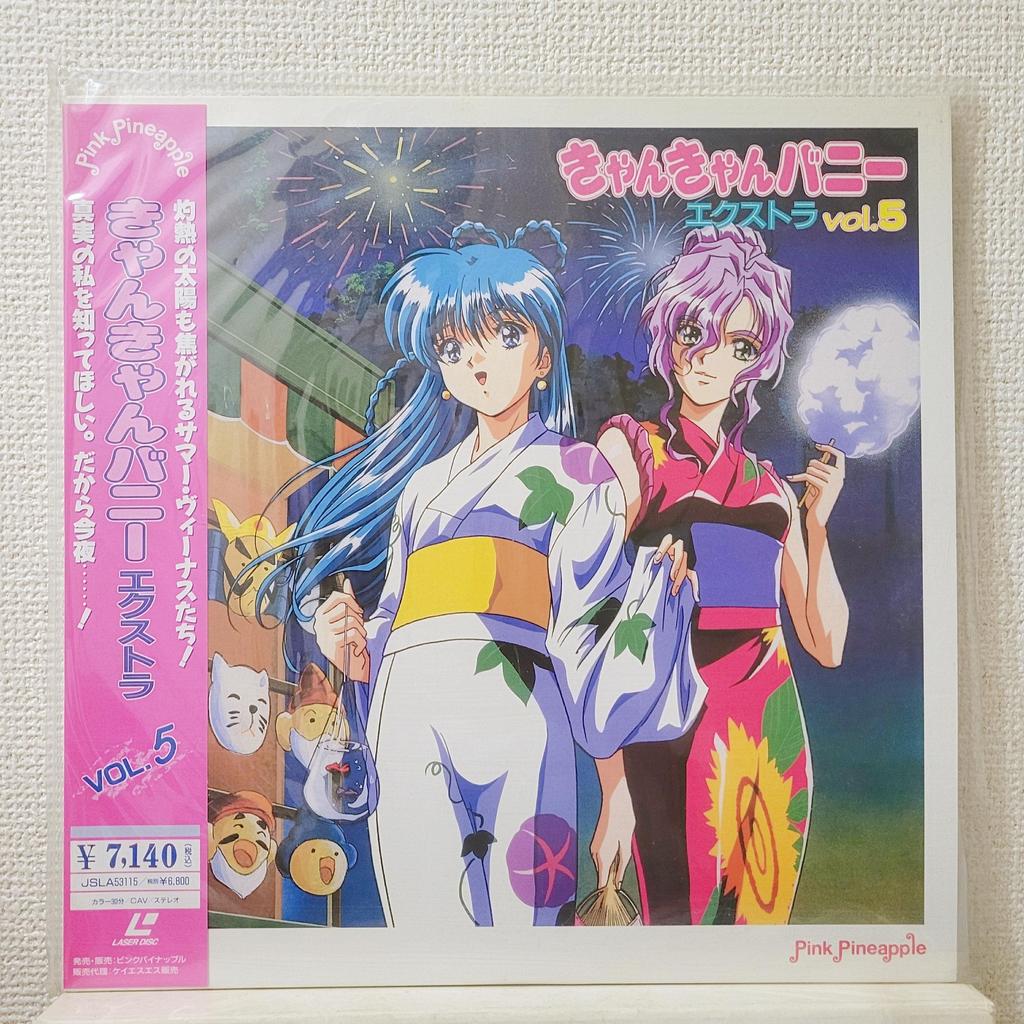 Pink Pineapple
灼熱の太陽も焦がれるサマー・ヴィーナスたち!
きゃんきゃんバニー エクストラ
真実の私を知ってほしい。だから今夜……!
VOL.5
¥7,140(税込)
JSLA53115/税抜¥6,800
カラー30分/CAV/ステレオ
LASER DISC
発売・販売:ピンクパイナップル
販売代理:ケイエスエス販売
きゃんきゃんバニー
エクストラ vol.5
Pink Pineapple